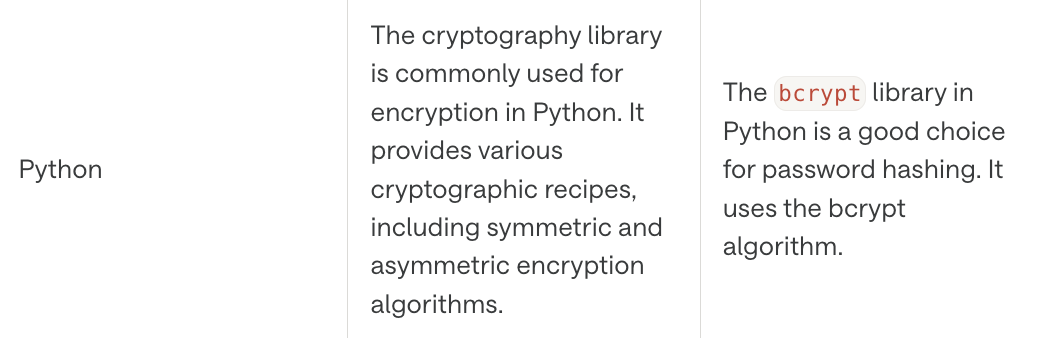 Python
The cryptography library
is commonly used for
encryption in Python. It
provides various
cryptographic recipes,
including symmetric and
asymmetric encryption
algorithms.
The bcrypt library in
Python is a good choice
for password hashing. It
uses the bcrypt
algorithm.